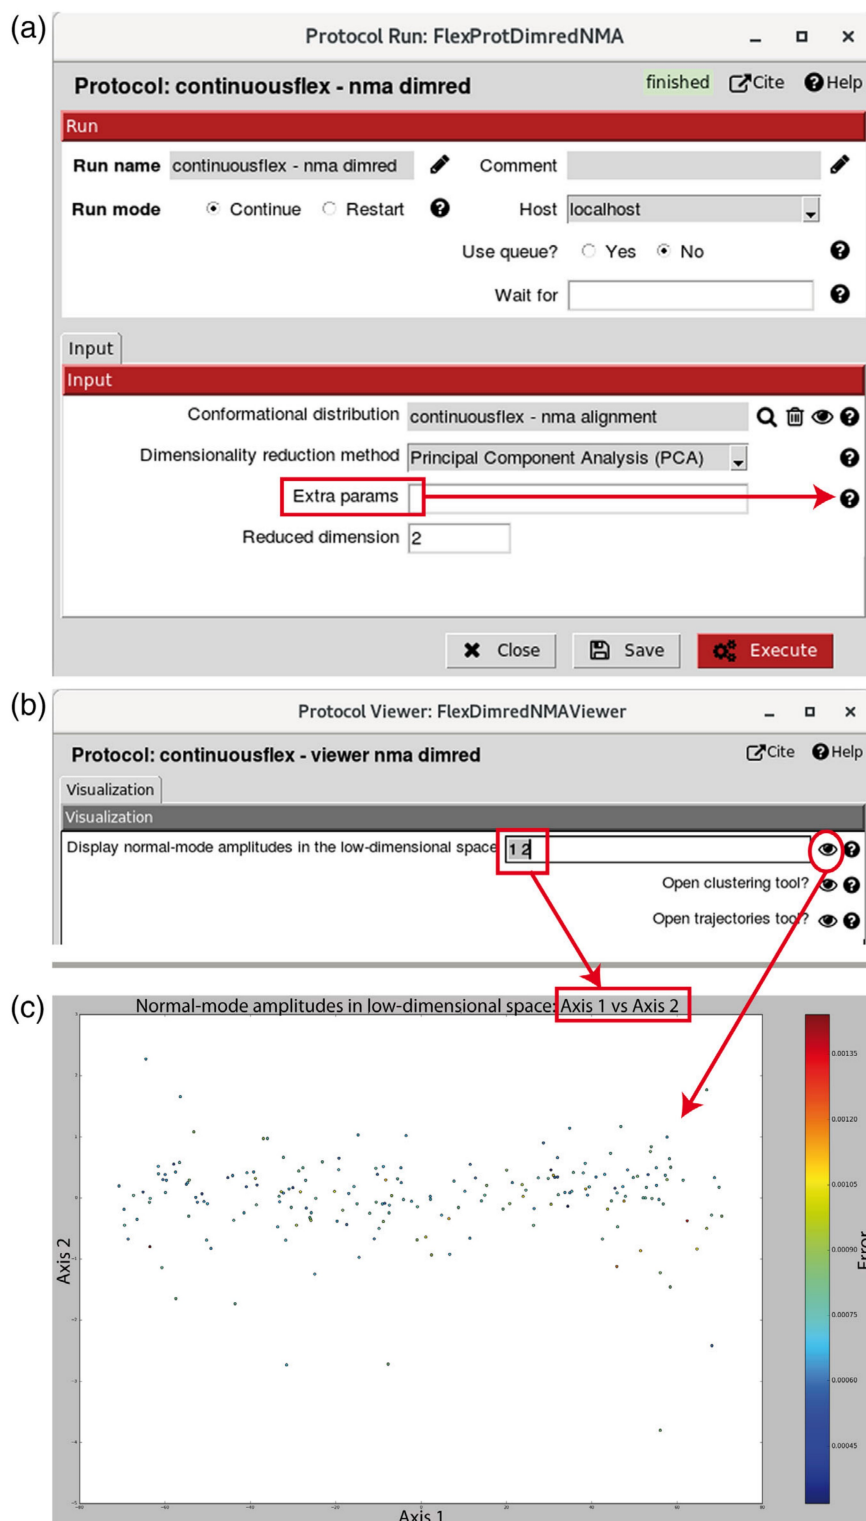 (a)
Protocol Run: FlexProtDimredNMA
Protocol: continuousflex - nma dimred finished Cite Help
Run
Run name continuousflex - nma dimred Comment
Run mode Continue Restart Host localhost
Use queue? Yes No
Wait for
Input
Input
Conformational distribution continuousflex - nma alignment
Dimensionality reduction method Principal Component Analysis (PCA)
Extra params
Reduced dimension 2
Close Save Execute
(b)
Protocol Viewer: FlexDimredNMAViewer
Protocol: continuousflex - viewer nma dimred Cite Help
Visualization
Visualization
Display normal-mode amplitudes in the low-dimensional space 1 2
Open clustering tool?
Open trajectories tool?
(c)
Normal-mode amplitudes in low-dimensional space: Axis 1 vs Axis 2
Axis 2
0.00135
0.00120
0.00105
0.00090
0.00075
0.00060
0.00045
Error
Axis 1